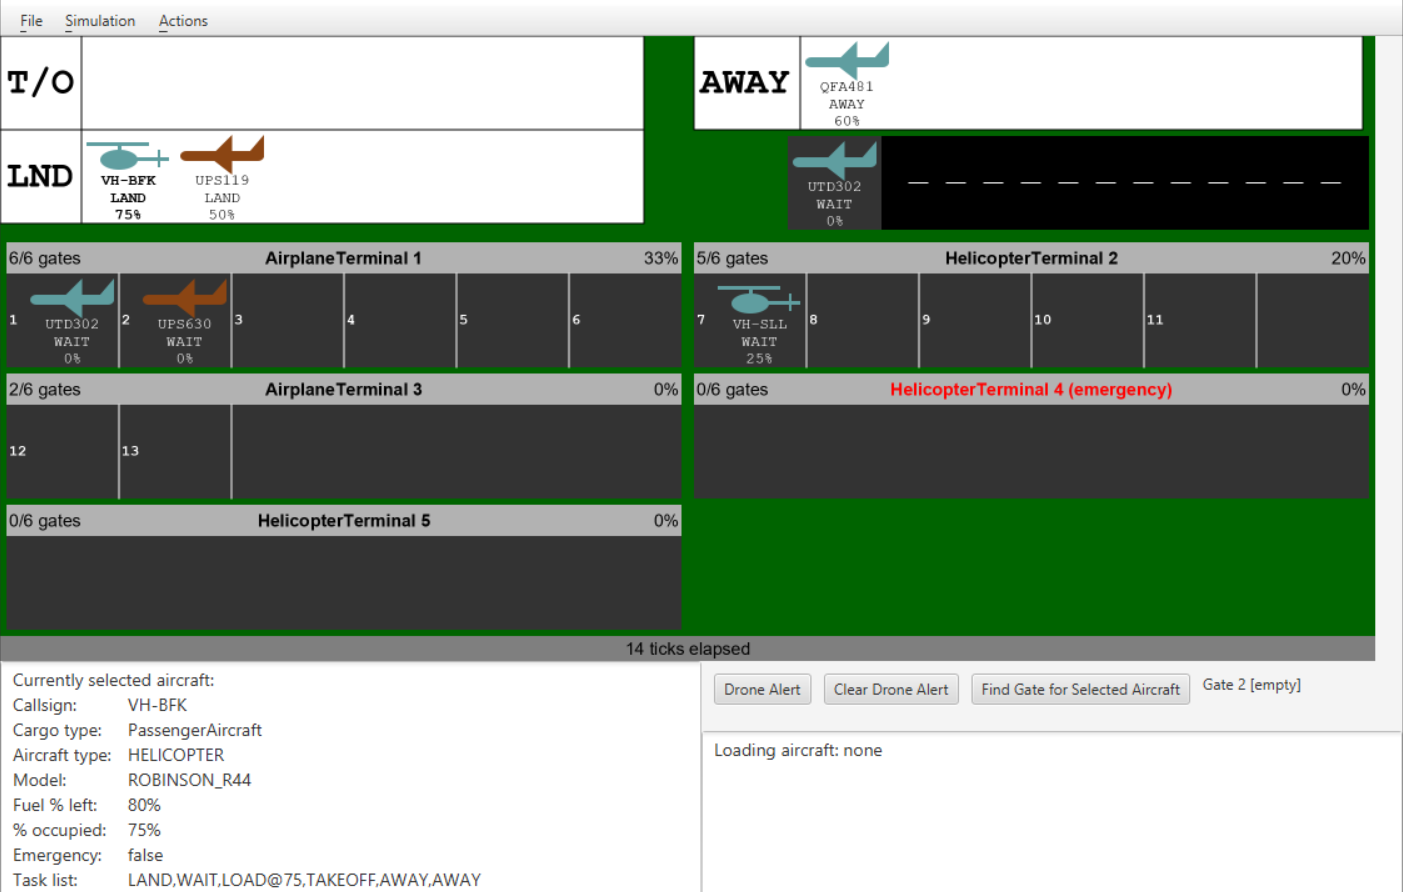 File Simulation Actions
T/O
AWAY
QFA481
AWAY
60%
LND
VH-BFK
LAND
75%
UPS119
LAND
50%
UTD302
WAIT
0%
6/6 gates AirplaneTerminal 1 33%
1
UTD302
WAIT
0%
2
UPS630
WAIT
0%
3
4
5
6
5/6 gates HelicopterTerminal 2 20%
7
VH-SLL
WAIT
25%
8
9
10
11
2/6 gates AirplaneTerminal 3 0%
12
13
0/6 gates HelicopterTerminal 4 (emergency) 0%
0/6 gates HelicopterTerminal 5 0%
14 ticks elapsed
Currently selected aircraft:
Callsign: VH-BFK
Cargo type: PassengerAircraft
Aircraft type: HELICOPTER
Model: ROBINSON_R44
Fuel % left: 80%
% occupied: 75%
Emergency: false
Task list: LAND,WAIT,LOAD@75,TAKEOFF,AWAY,AWAY
Drone Alert Clear Drone Alert Find Gate for Selected Aircraft Gate 2 [empty]
Loading aircraft: none